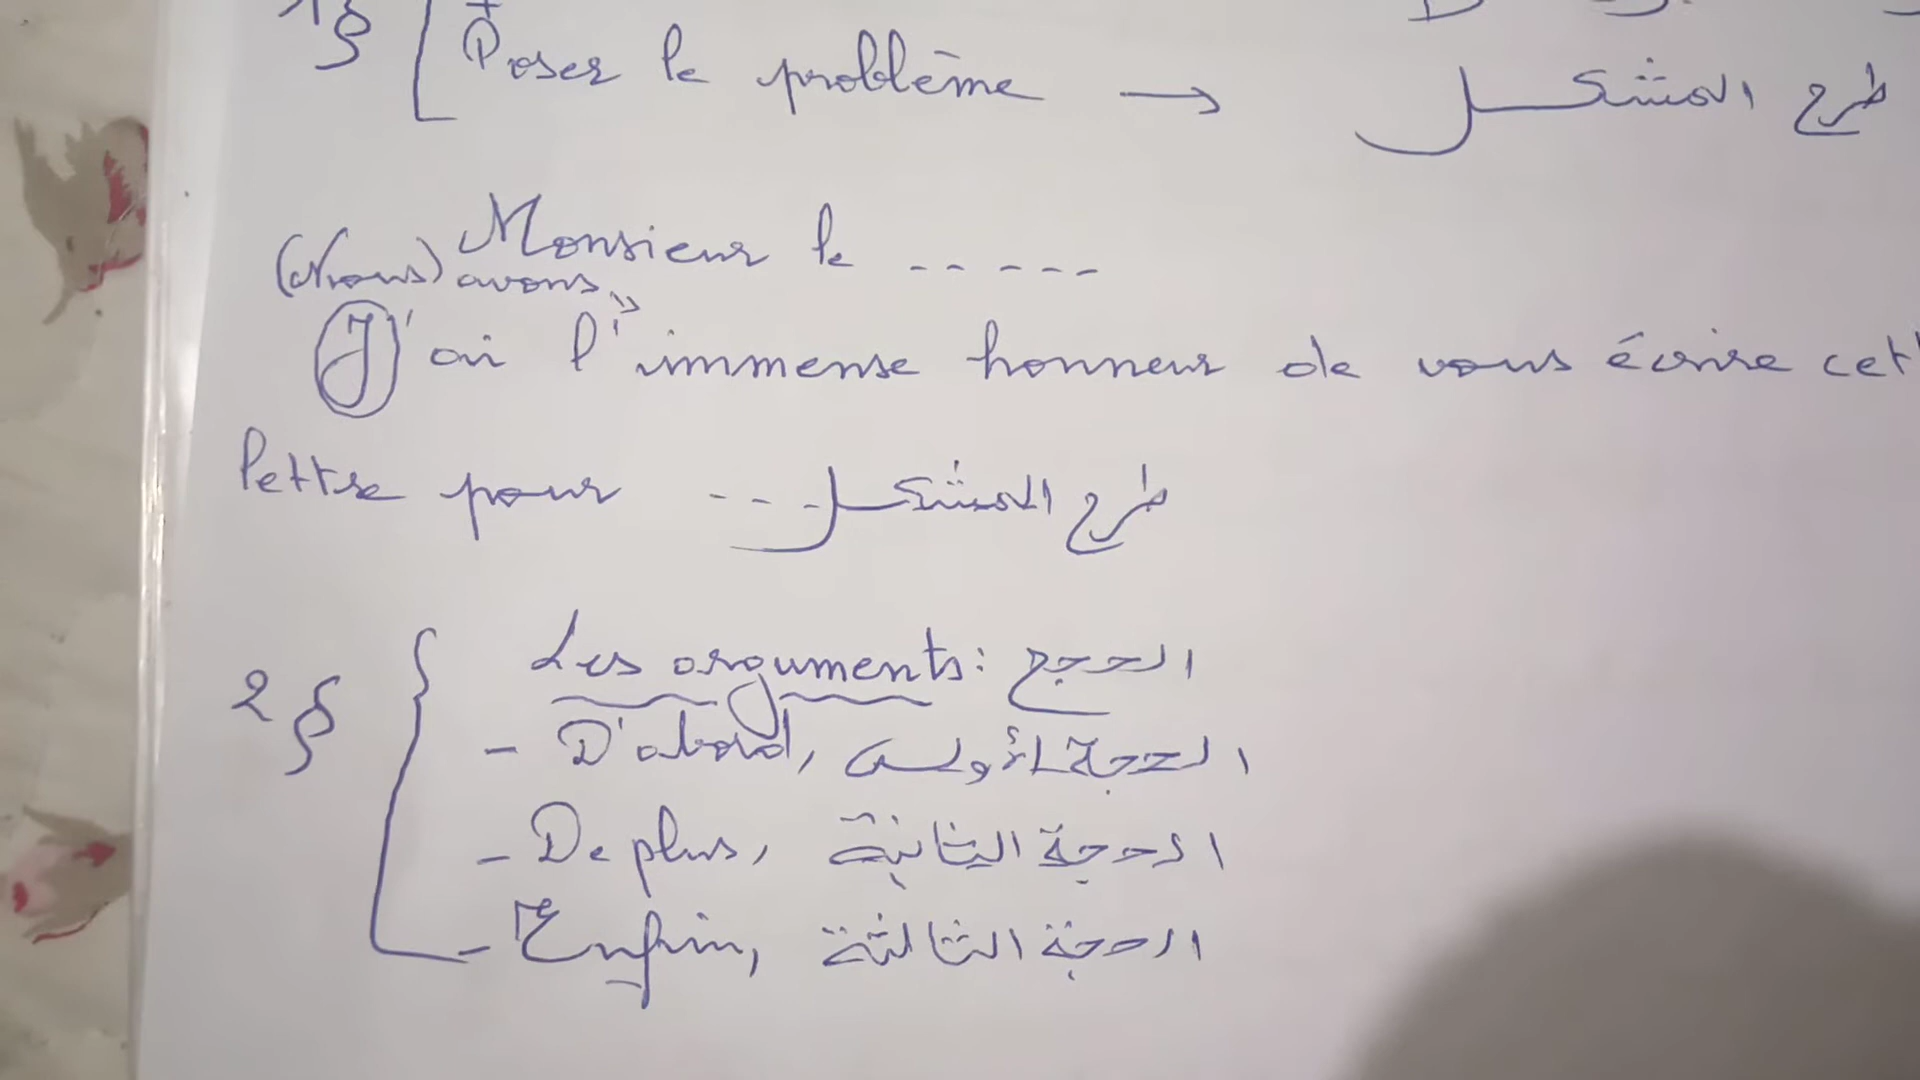 1§ [ + Poser le problème → طرح المشكل
Monsieur le -----
(Nous) avons
J'ai l'"immense honneur de vous écrire cett
lettre pour ... طرح المشكل
2§ { Les arguments: الحجج
- D'abord, الحجة الأولى
- De plus, الحجة الثانية
- Enfin, الحجة الثالثة